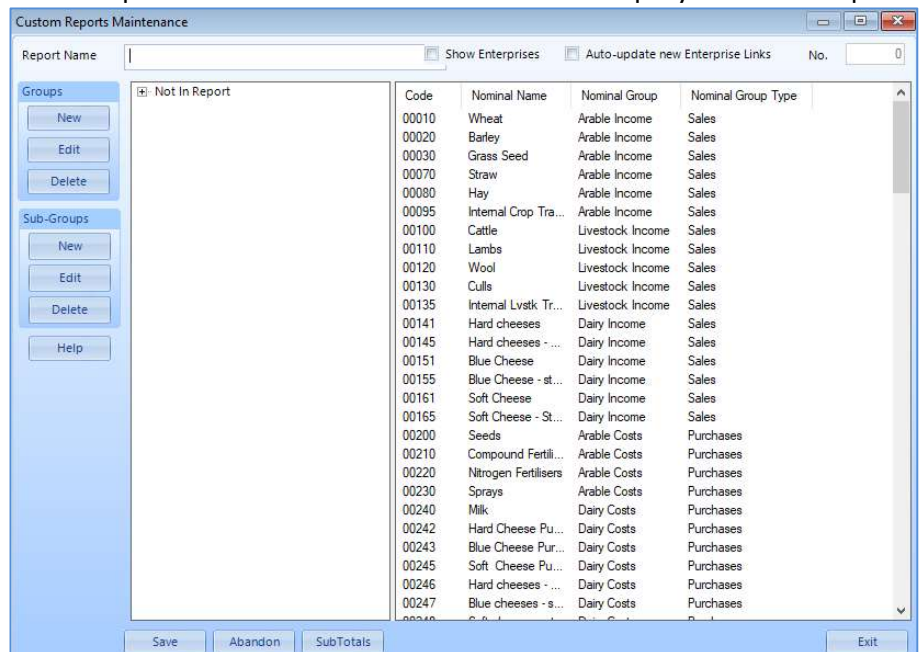 Custom Reports Maintenance
Report Name
Show Enterprises
Auto-update new Enterprise Links
No. 0
Groups
New
Edit
Delete
Sub-Groups
New
Edit
Delete
Help
Not In Report
Code Nominal Name Nominal Group Nominal Group Type
00010 Wheat Arable Income Sales
00020 Barley Arable Income Sales
00030 Grass Seed Arable Income Sales
00070 Straw Arable Income Sales
00080 Hay Arable Income Sales
00095 Internal Crop Tra... Arable Income Sales
00100 Cattle Livestock Income Sales
00110 Lambs Livestock Income Sales
00120 Wool Livestock Income Sales
00130 Culls Livestock Income Sales
00135 Internal Lvstk Tr... Livestock Income Sales
00141 Hard cheeses Dairy Income Sales
00145 Hard cheeses - ... Dairy Income Sales
00151 Blue Cheese Dairy Income Sales
00155 Blue Cheese - st... Dairy Income Sales
00161 Soft Cheese Dairy Income Sales
00165 Soft Cheese - St... Dairy Income Sales
00200 Seeds Arable Costs Purchases
00210 Compound Fertili... Arable Costs Purchases
00220 Nitrogen Fertilisers Arable Costs Purchases
00230 Sprays Arable Costs Purchases
00240 Milk Dairy Costs Purchases
00242 Hard Cheese Pu... Dairy Costs Purchases
00243 Blue Cheese Pur... Dairy Costs Purchases
00245 Soft Cheese Pu... Dairy Costs Purchases
00246 Hard cheeses - ... Dairy Costs Purchases
00247 Blue cheeses - s... Dairy Costs Purchases
Save Abandon SubTotals Exit